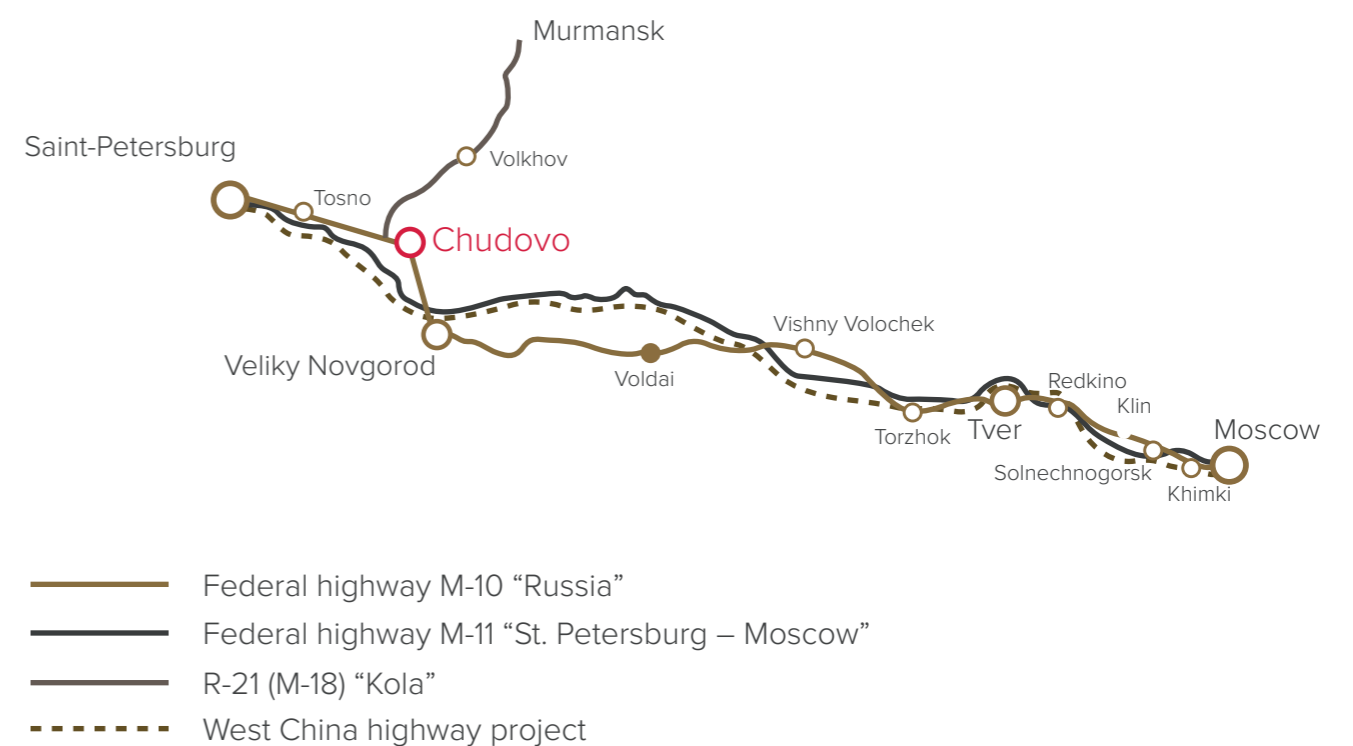 Murmansk
Saint-Petersburg
Volkhov
Tosno
Chudovo
Vishny Volochek
Veliky Novgorod
Voldai
Redkino
Klin
Torzhok
Tver
Moscow
Solnechnogorsk
Khimki
Federal highway M-10 “Russia”
Federal highway M-11 “St. Petersburg – Moscow”
R-21 (M-18) “Kola”
West China highway project